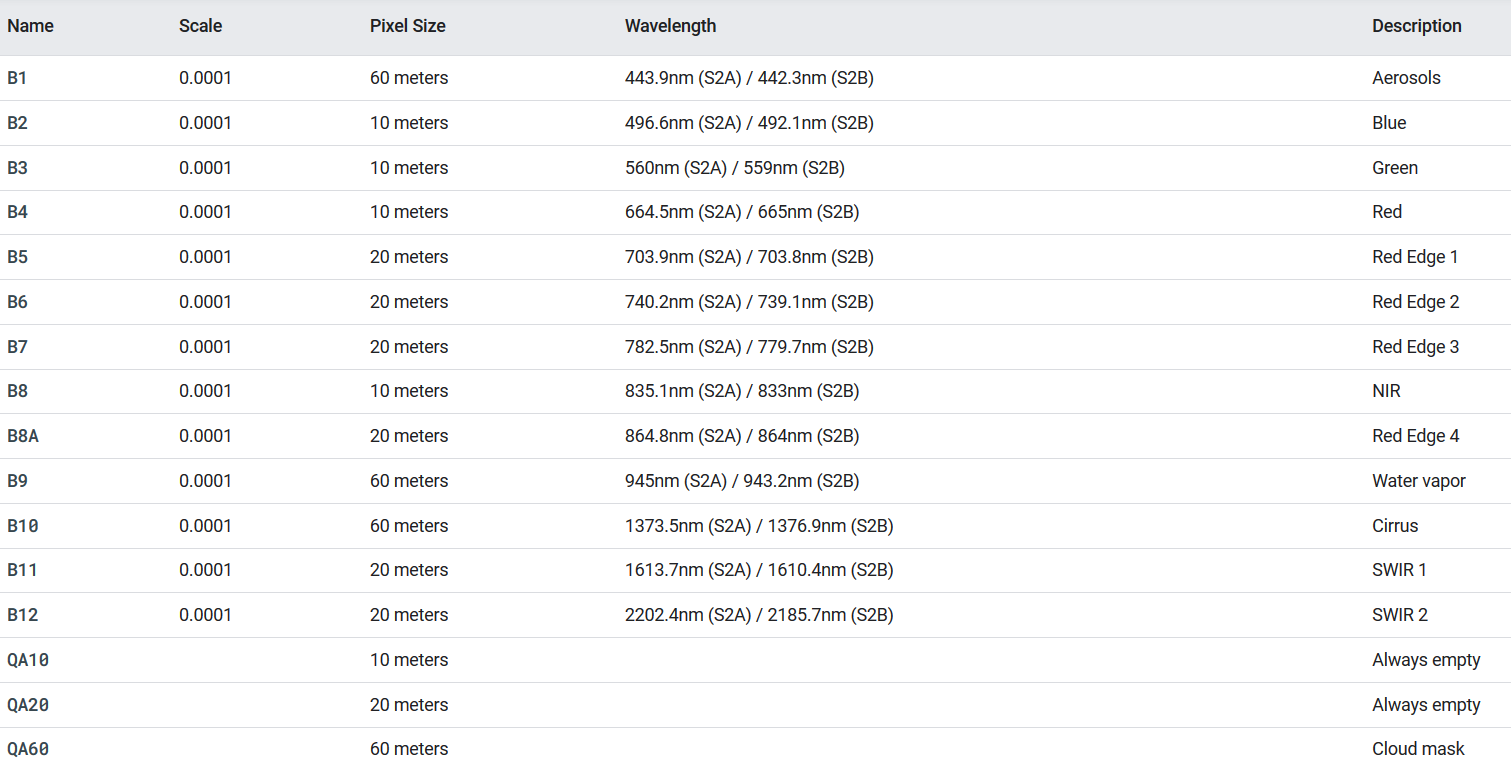 Name Scale Pixel Size Wavelength Description
B1 0.0001 60 meters 443.9nm (S2A) / 442.3nm (S2B) Aerosols
B2 0.0001 10 meters 496.6nm (S2A) / 492.1nm (S2B) Blue
B3 0.0001 10 meters 560nm (S2A) / 559nm (S2B) Green
B4 0.0001 10 meters 664.5nm (S2A) / 665nm (S2B) Red
B5 0.0001 20 meters 703.9nm (S2A) / 703.8nm (S2B) Red Edge 1
B6 0.0001 20 meters 740.2nm (S2A) / 739.1nm (S2B) Red Edge 2
B7 0.0001 20 meters 782.5nm (S2A) / 779.7nm (S2B) Red Edge 3
B8 0.0001 10 meters 835.1nm (S2A) / 833nm (S2B) NIR
B8A 0.0001 20 meters 864.8nm (S2A) / 864nm (S2B) Red Edge 4
B9 0.0001 60 meters 945nm (S2A) / 943.2nm (S2B) Water vapor
B10 0.0001 60 meters 1373.5nm (S2A) / 1376.9nm (S2B) Cirrus
B11 0.0001 20 meters 1613.7nm (S2A) / 1610.4nm (S2B) SWIR 1
B12 0.0001 20 meters 2202.4nm (S2A) / 2185.7nm (S2B) SWIR 2
QA10 10 meters Always empty
QA20 20 meters Always empty
QA60 60 meters Cloud mask